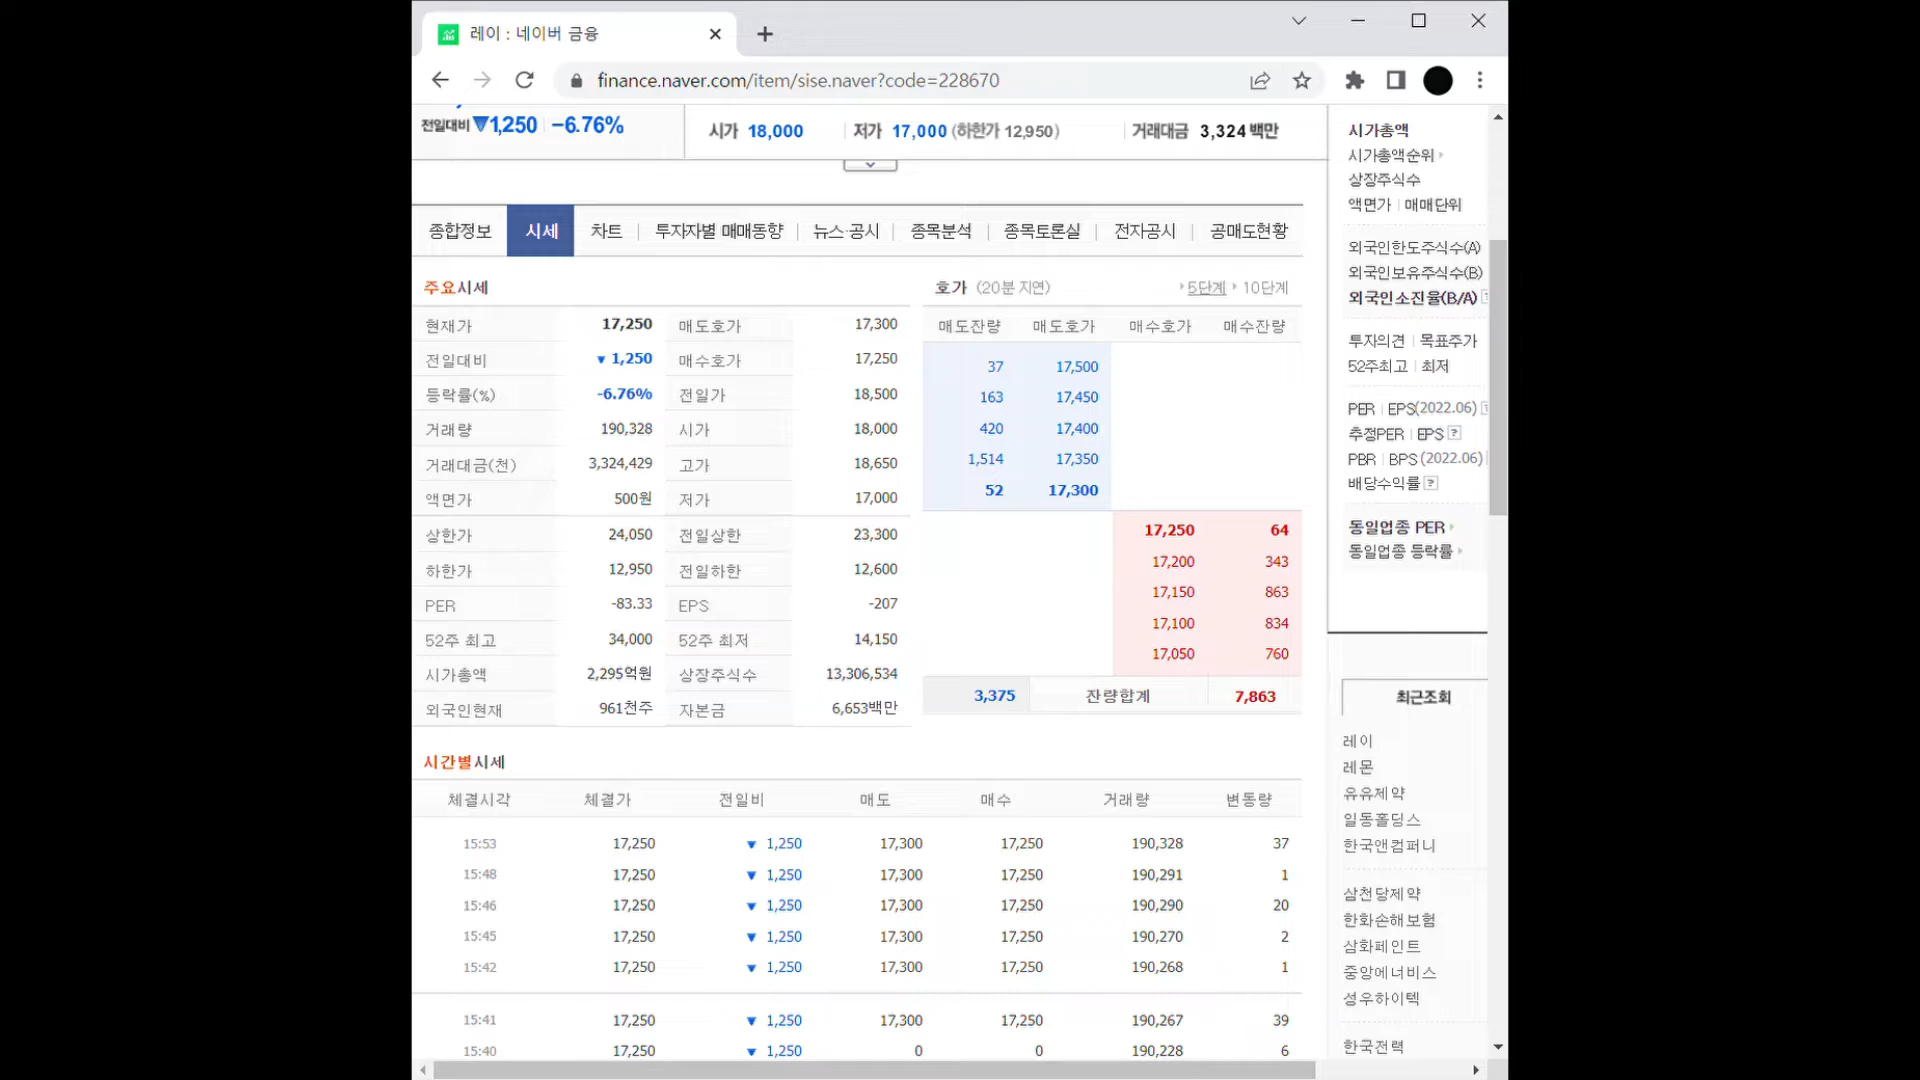 레이 : 네이버 금융
finance.naver.com/item/sise.naver?code=228670
전일대비 ▼1,250 | -6.76%
시가 18,000 | 저가 17,000 (하한가 12,950) | 거래대금 3,324 백만
종합정보 시세 차트 | 투자자별 매매동향 | 뉴스·공시 | 종목분석 | 종목토론실 | 전자공시 | 공매도현황
주요시세
현재가 17,250 매도호가 17,300
전일대비 ▼ 1,250 매수호가 17,250
등락률(%) -6.76% 전일가 18,500
거래량 190,328 시가 18,000
거래대금(천) 3,324,429 고가 18,650
액면가 500원 저가 17,000
상한가 24,050 전일상한 23,300
하한가 12,950 전일하한 12,600
PER -83.33 EPS -207
52주 최고 34,000 52주 최저 14,150
시가총액 2,295억원 상장주식수 13,306,534
외국인현재 961천주 자본금 6,653백만
호가 (20분 지연) 5단계 10단계
매도잔량 매도호가 매수호가 매수잔량
37 17,500
163 17,450
420 17,400
1,514 17,350
52 17,300
17,250 64
17,200 343
17,150 863
17,100 834
17,050 760
3,375 잔량합계 7,863
시간별시세
체결시각 체결가 전일비 매도 매수 거래량 변동량
15:53 17,250 ▼ 1,250 17,300 17,250 190,328 37
15:48 17,250 ▼ 1,250 17,300 17,250 190,291 1
15:46 17,250 ▼ 1,250 17,300 17,250 190,290 20
15:45 17,250 ▼ 1,250 17,300 17,250 190,270 2
15:42 17,250 ▼ 1,250 17,300 17,250 190,268 1
15:41 17,250 ▼ 1,250 17,300 17,250 190,267 39
15:40 17,250 ▼ 1,250 0 0 190,228 6
시가총액
시가총액순위
상장주식수
액면가 | 매매단위
외국인한도주식수(A)
외국인보유주식수(B)
외국인소진율(B/A) ?
투자의견 | 목표주가
52주최고 | 최저
PER | EPS(2022.06)
추정PER | EPS ?
PBR | BPS (2022.06)
배당수익률 ?
동일업종 PER
동일업종 등락률
최근조회
레이
레몬
유유제약
일동홀딩스
한국앤컴퍼니
삼천당제약
한화손해보험
삼화페인트
중앙에너비스
성우하이텍
한국전력